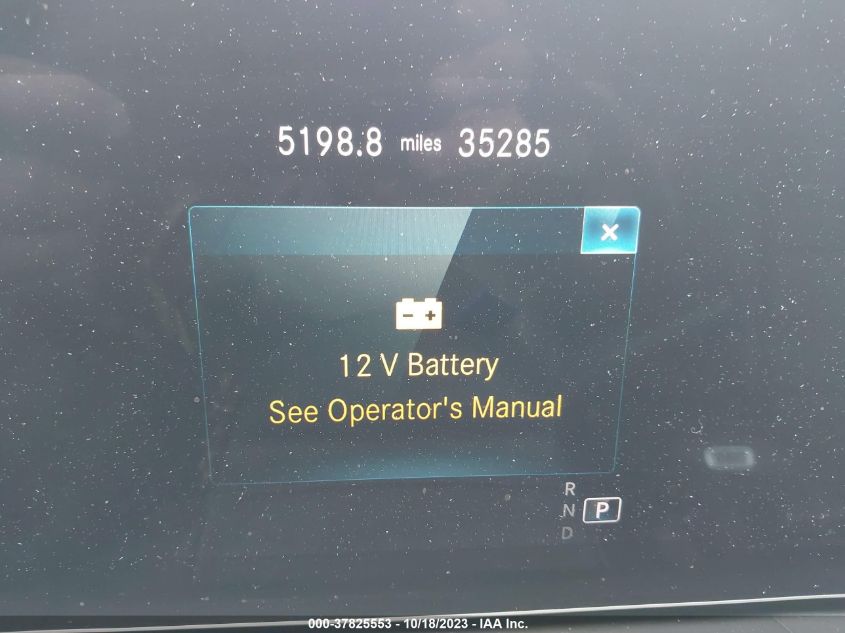 5198.8 miles 35285
12 V Battery
See Operator's Manual
R
N P
D
000-37825553 - 10/18/2023 - IAA Inc.